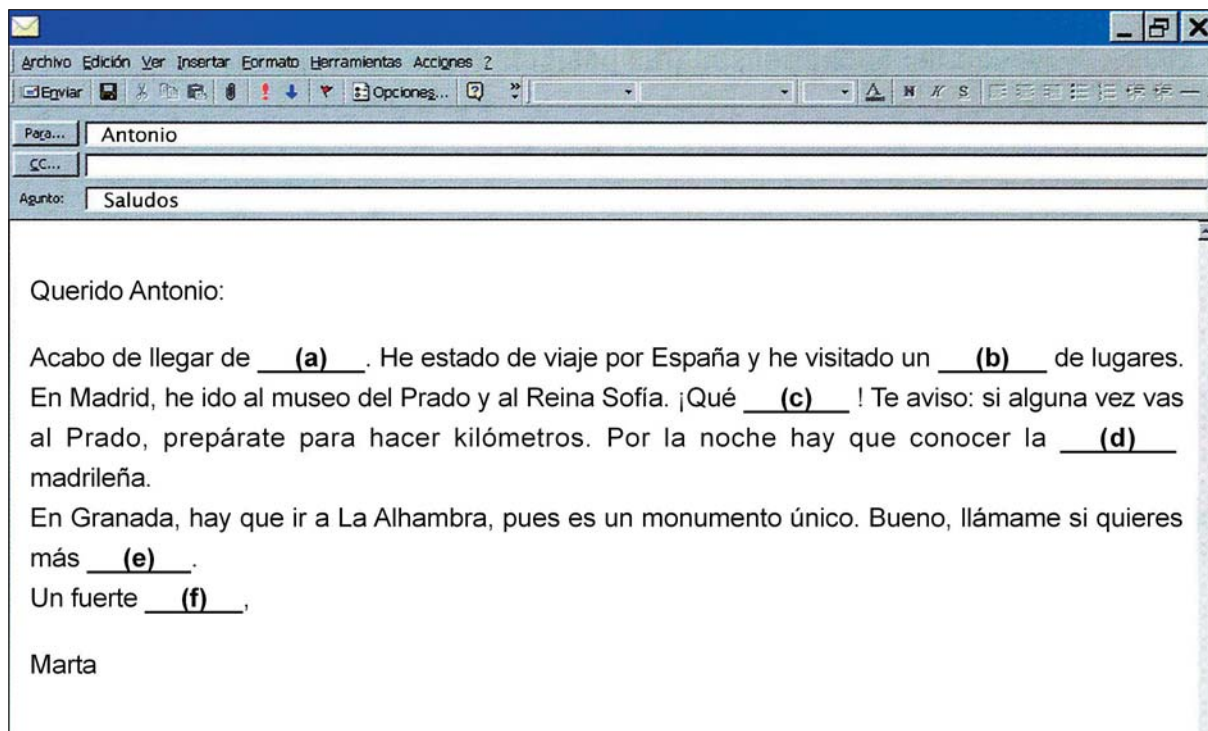 Archivo Edición Ver Insertar Formato Herramientas Acciones ?
Enviar Opciones... A N K S
Para... Antonio
CC...
Asunto: Saludos
Querido Antonio:
Acabo de llegar de (a) . He estado de viaje por España y he visitado un (b) de lugares.
En Madrid, he ido al museo del Prado y al Reina Sofía. ¡Qué (c) ! Te aviso: si alguna vez vas
al Prado, prepárate para hacer kilómetros. Por la noche hay que conocer la (d)
madrileña.
En Granada, hay que ir a La Alhambra, pues es un monumento único. Bueno, llámame si quieres
más (e) .
Un fuerte (f) ,
Marta